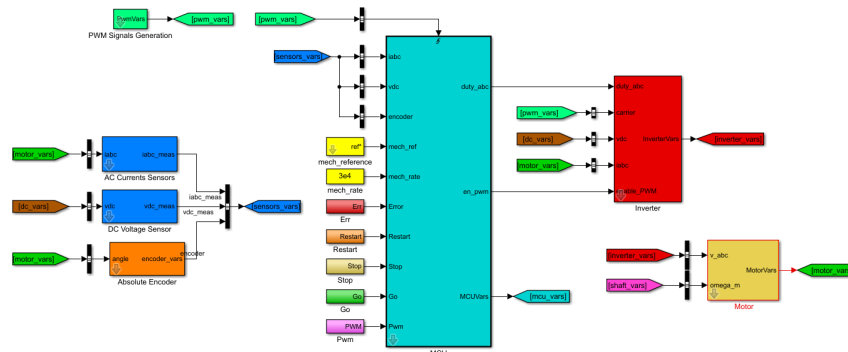 PwmVars
[pwm_vars]
PWM Signals Generation
[pwm_vars]
[sensors_vars]
iabc
vdc
encoder
mech_ref
mech_rate
Error
Restart
Stop
Go
Pwm
duty_abc
en_pwm
MCUVars
MCU
ref*
mech_reference
3e4
mech_rate
Err
Err
Restart
Restart
Stop
Stop
Go
Go
PWM
Pwm
[mcu_vars]
[motor_vars]
iabc
iabc_meas
AC Currents Sensors
iabc_meas
[dc_vars]
vdc
vdc_meas
DC Voltage Sensor
vdc_meas
[sensors_vars]
[motor_vars]
angle
encoder_vars
encoder
Absolute Encoder
duty_abc
[pwm_vars]
carrier
[dc_vars]
vdc
InverterVars
[inverter_vars]
[motor_vars]
iabc
Inverter
[inverter_vars]
v_abc
MotorVars
[motor_vars]
[shaft_vars]
omega_m
Motor